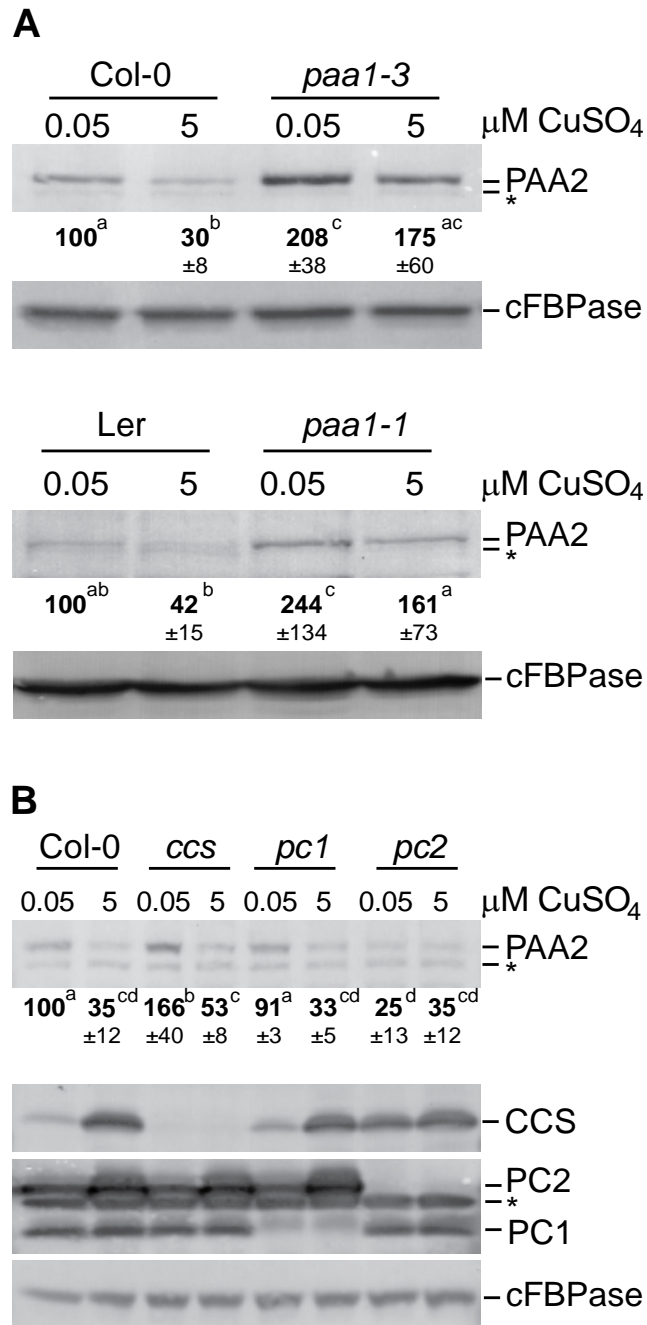 A
Col-0 paa1-3
0.05 5 0.05 5 μM CuSO4
PAA2
*
100a 30b 208c 175ac
±8 ±38 ±60
cFBPase
Ler paa1-1
0.05 5 0.05 5 μM CuSO4
PAA2
*
100ab 42b 244c 161a
±15 ±134 ±73
cFBPase
B
Col-0 ccs pc1 pc2
0.05 5 0.05 5 0.05 5 0.05 5 μM CuSO4
PAA2
*
100a 35cd 166b 53c 91a 33cd 25d 35cd
±12 ±40 ±8 ±3 ±5 ±13 ±12
CCS
PC2
*
PC1
cFBPase